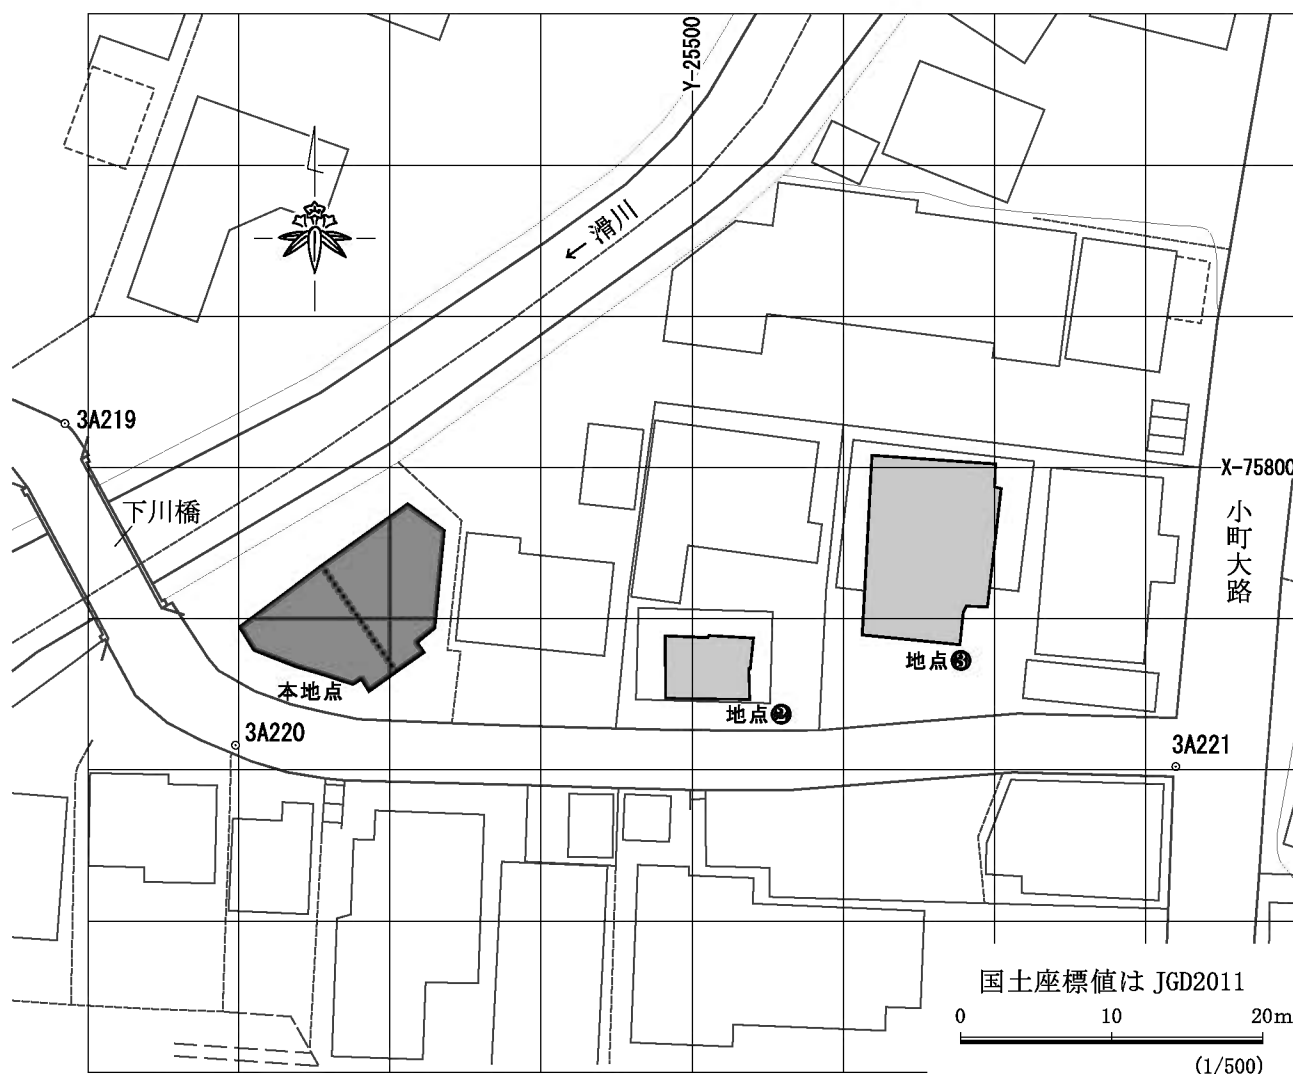 Y-25500
← 滑川
3A219
X-75800
下川橋
小町大路
地点❸
本地点
地点❷
3A220
3A221
国土座標値は JGD2011
0 10 20m
(1/500)